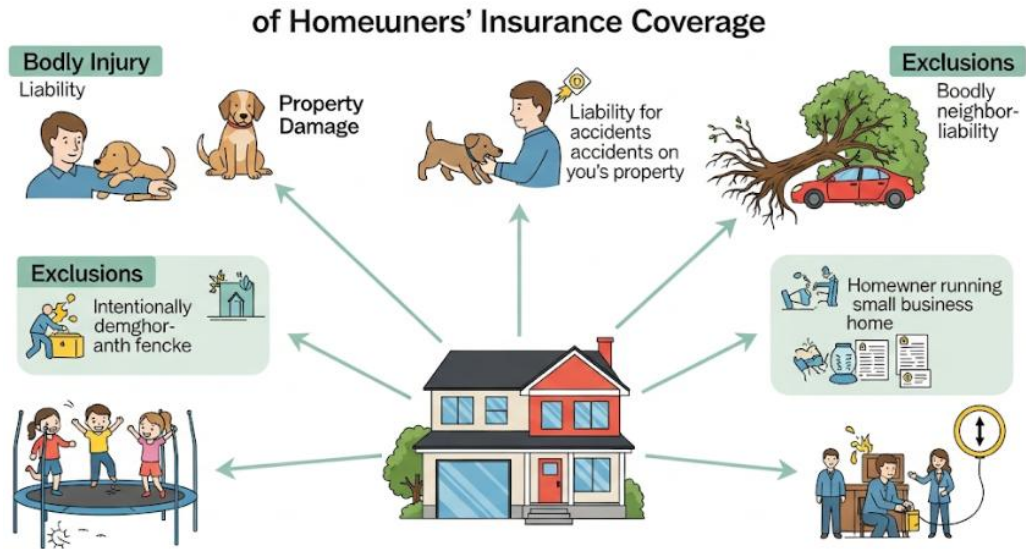 of Homewuners' Insurance Coverage
Bodly Injury
Liability
Property
Damage
Liability for
accidents
accidents on
you's property
Exclusions
Boodly
neighbor-
liability
Exclusions
Intentionally
demghor-
anth fencke
Homewner running
small business
home